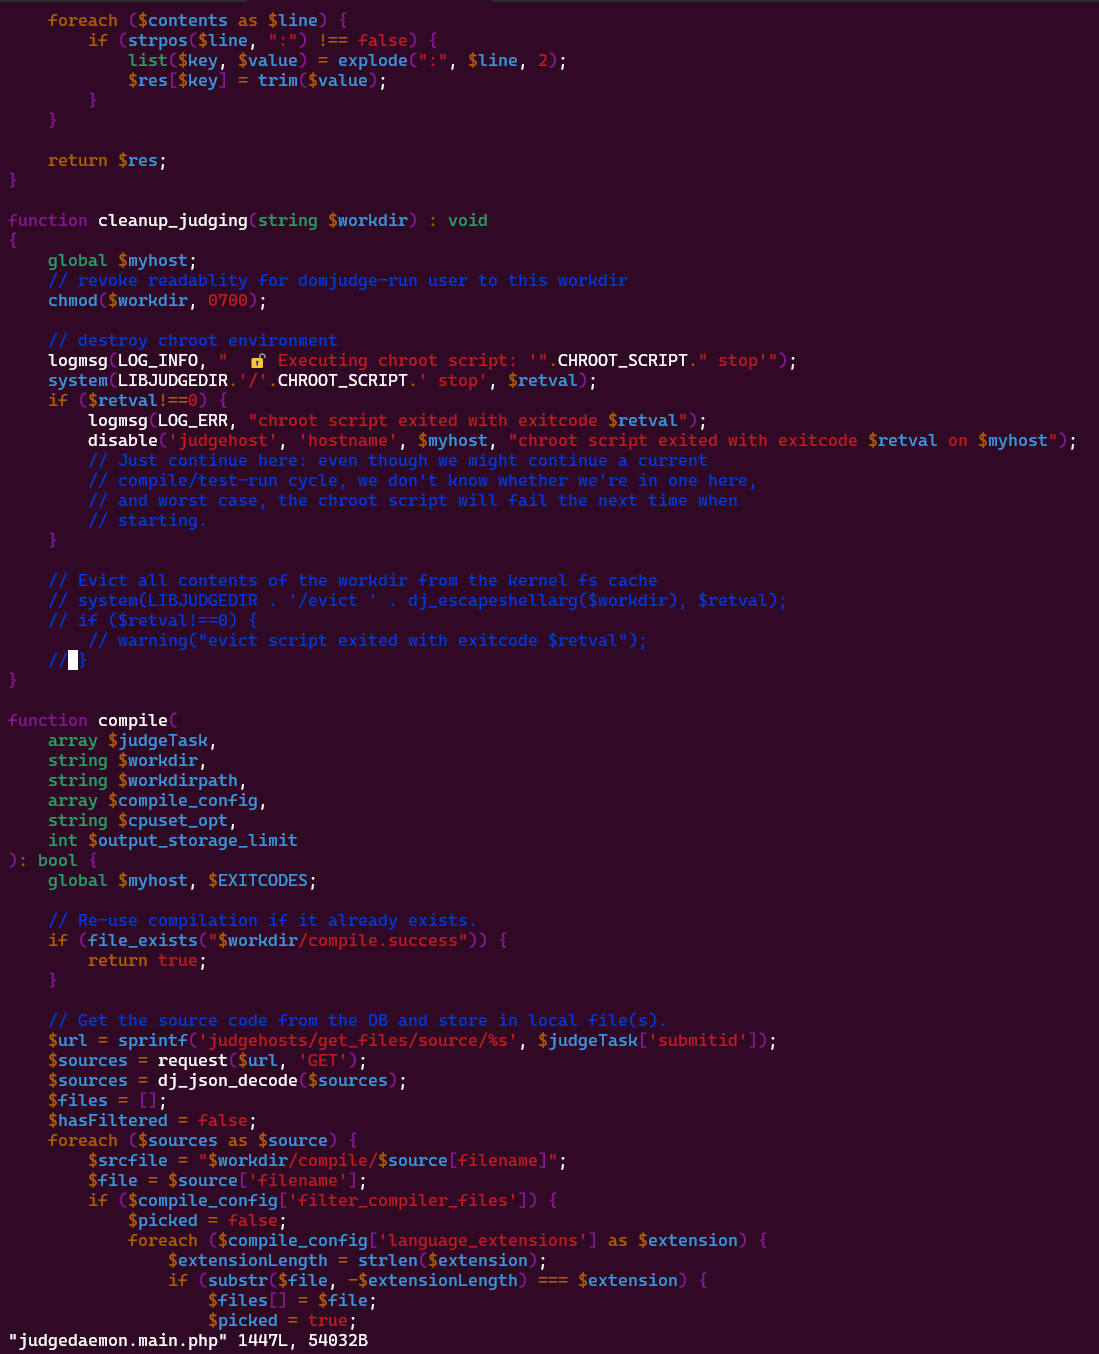 foreach ($contents as $line) {
        if (strpos($line, ":") !== false) {
            list($key, $value) = explode(":", $line, 2);
            $res[$key] = trim($value);
        }
    }

    return $res;
}

function cleanup_judging(string $workdir) : void
{
    global $myhost;
    // revoke readablity for domjudge-run user to this workdir
    chmod($workdir, 0700);

    // destroy chroot environment
    logmsg(LOG_INFO, "  🔓 Executing chroot script: '".CHROOT_SCRIPT." stop'");
    system(LIBJUDGEDIR.'/'.CHROOT_SCRIPT.' stop', $retval);
    if ($retval!==0) {
        logmsg(LOG_ERR, "chroot script exited with exitcode $retval");
        disable('judgehost', 'hostname', $myhost, "chroot script exited with exitcode $retval on $myhost");
        // Just continue here: even though we might continue a current
        // compile/test-run cycle, we don't know whether we're in one here,
        // and worst case, the chroot script will fail the next time when
        // starting.
    }

    // Evict all contents of the workdir from the kernel fs cache
    // system(LIBJUDGEDIR . '/evict ' . dj_escapeshellarg($workdir), $retval);
    // if ($retval!==0) {
        // warning("evict script exited with exitcode $retval");
    // }
}

function compile(
    array $judgeTask,
    string $workdir,
    string $workdirpath,
    array $compile_config,
    string $cpuset_opt,
    int $output_storage_limit
): bool {
    global $myhost, $EXITCODES;

    // Re-use compilation if it already exists.
    if (file_exists("$workdir/compile.success")) {
        return true;
    }

    // Get the source code from the DB and store in local file(s).
    $url = sprintf('judgehosts/get_files/source/%s', $judgeTask['submitid']);
    $sources = request($url, 'GET');
    $sources = dj_json_decode($sources);
    $files = [];
    $hasFiltered = false;
    foreach ($sources as $source) {
        $srcfile = "$workdir/compile/$source[filename]";
        $file = $source['filename'];
        if ($compile_config['filter_compiler_files']) {
            $picked = false;
            foreach ($compile_config['language_extensions'] as $extension) {
                $extensionLength = strlen($extension);
                if (substr($file, -$extensionLength) === $extension) {
                    $files[] = $file;
                    $picked = true;
"judgedaemon.main.php" 1447L, 54032B